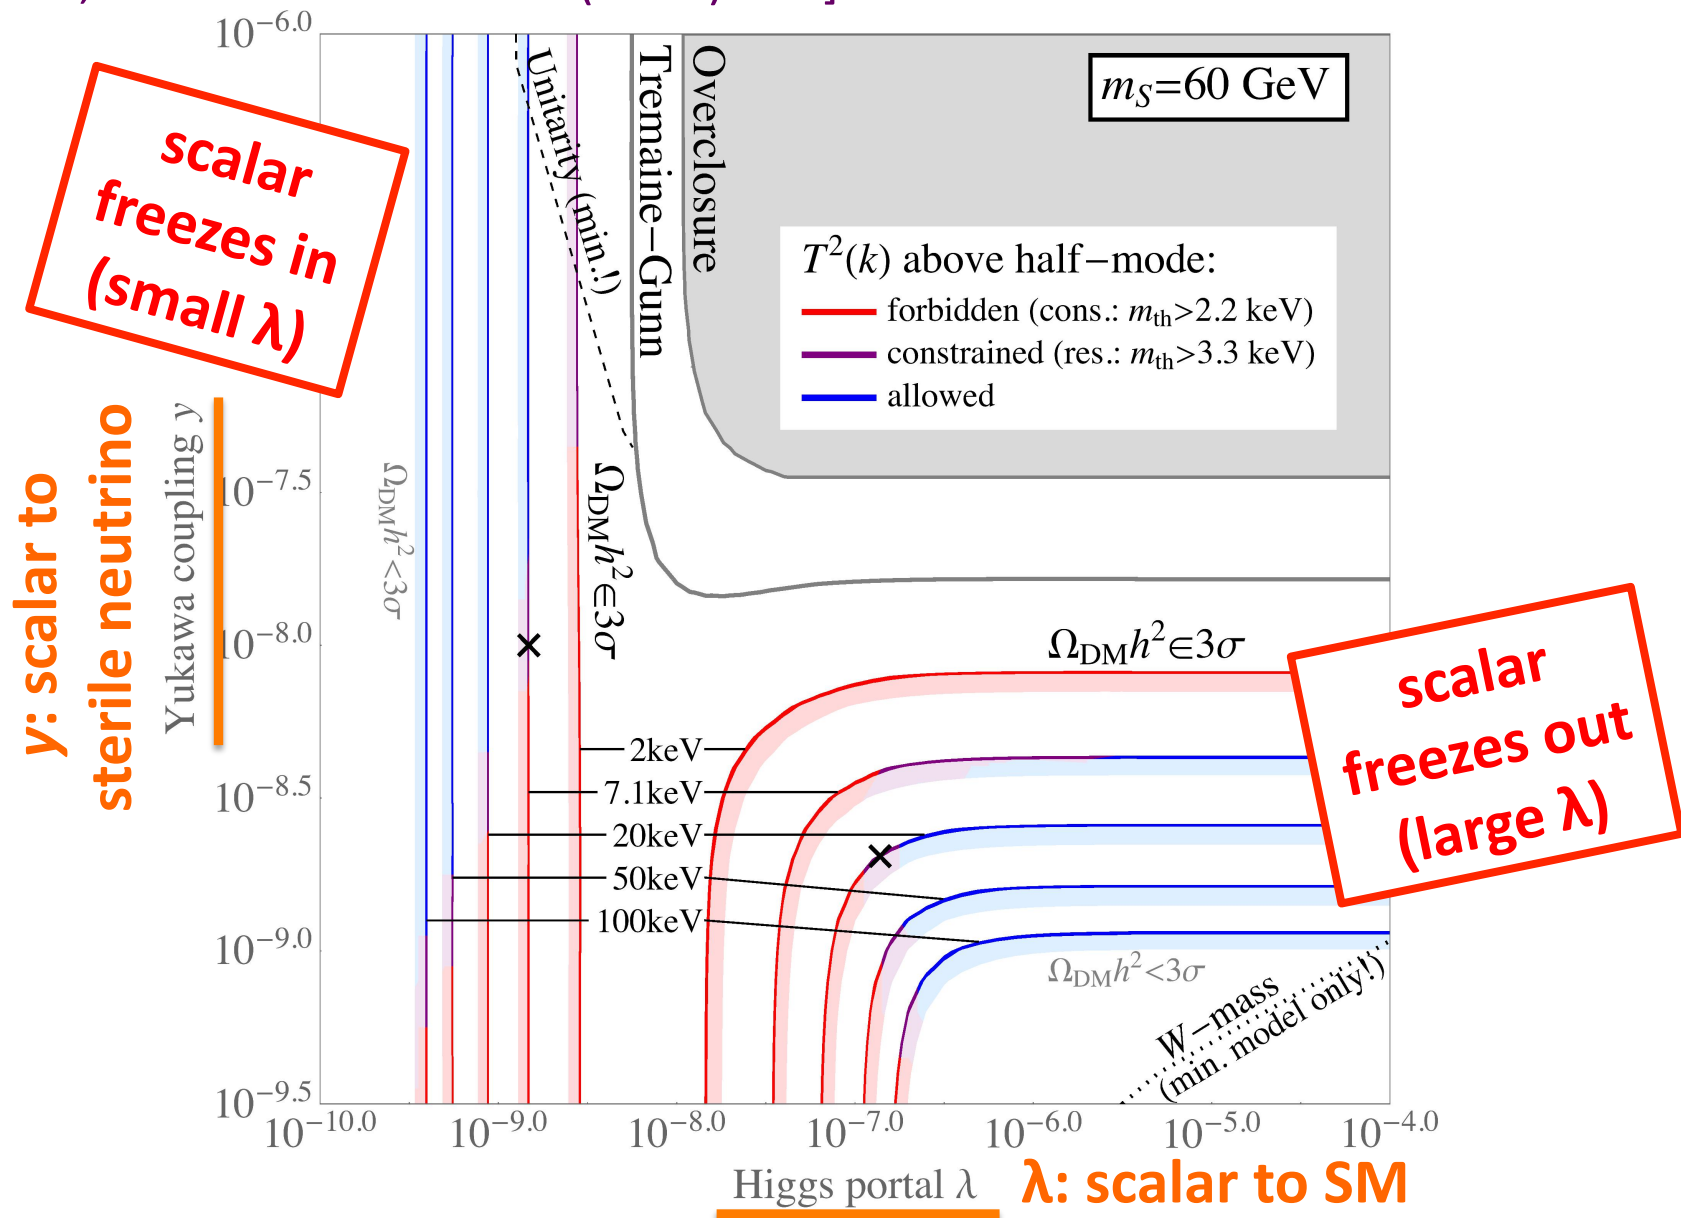 10^−6.0
10^−7.5
10^−8.0
10^−8.5
10^−9.0
10^−9.5
scalar
freezes in
(small λ)
y: scalar to
sterile neutrino
Yukawa coupling y
Ω_DM h^2<3σ
Unitarity (min.!)
Tremaine−Gunn
Overclosure
m_S=60 GeV
T^2(k) above half−mode:
forbidden (cons.: m_th>2.2 keV)
constrained (res.: m_th>3.3 keV)
allowed
Ω_DM h^2∈3σ
Ω_DM h^2∈3σ
scalar
freezes out
(large λ)
2keV
7.1keV
20keV
50keV
100keV
Ω_DM h^2<3σ
W−mass
(min. model only!)
10^−10.0 10^−9.0 10^−8.0 10^−7.0 10^−6.0 10^−5.0 10^−4.0
Higgs portal λ
λ: scalar to SM